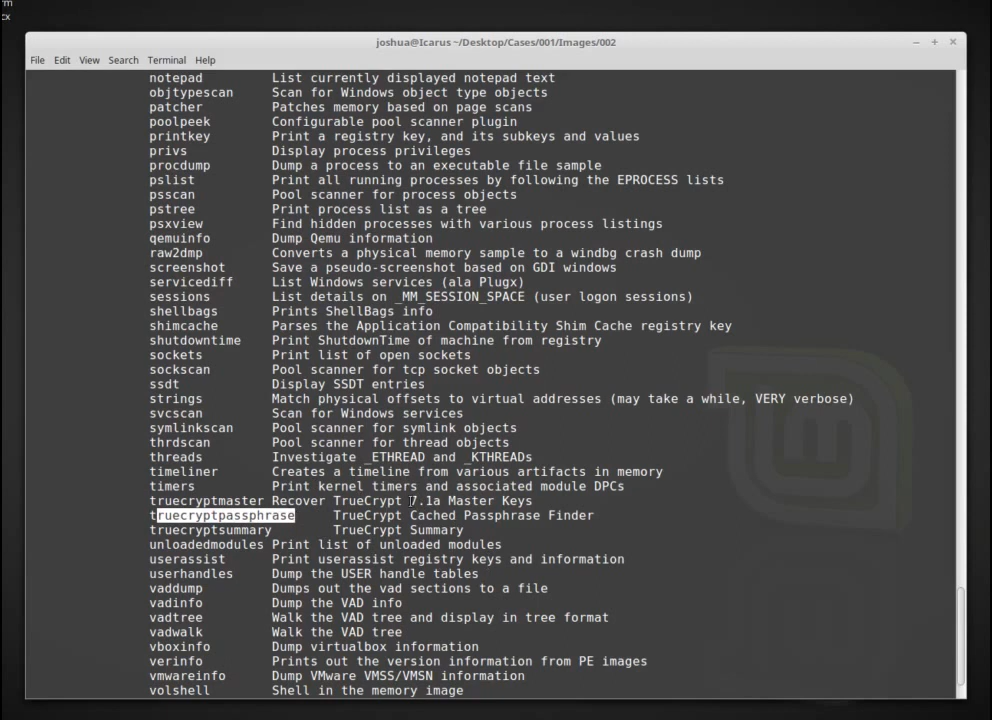 rm
cx
joshua@Icarus ~/Desktop/Cases/001/Images/002
File Edit View Search Terminal Help
notepad List currently displayed notepad text
objtypescan Scan for Windows object type objects
patcher Patches memory based on page scans
poolpeek Configurable pool scanner plugin
printkey Print a registry key, and its subkeys and values
privs Display process privileges
procdump Dump a process to an executable file sample
pslist Print all running processes by following the EPROCESS lists
psscan Pool scanner for process objects
pstree Print process list as a tree
psxview Find hidden processes with various process listings
qemuinfo Dump Qemu information
raw2dmp Converts a physical memory sample to a windbg crash dump
screenshot Save a pseudo-screenshot based on GDI windows
servicediff List Windows services (ala Plugx)
sessions List details on _MM_SESSION_SPACE (user logon sessions)
shellbags Prints ShellBags info
shimcache Parses the Application Compatibility Shim Cache registry key
shutdowntime Print ShutdownTime of machine from registry
sockets Print list of open sockets
sockscan Pool scanner for tcp socket objects
ssdt Display SSDT entries
strings Match physical offsets to virtual addresses (may take a while, VERY verbose)
svcscan Scan for Windows services
symlinkscan Pool scanner for symlink objects
thrdscan Pool scanner for thread objects
threads Investigate _ETHREAD and _KTHREADs
timeliner Creates a timeline from various artifacts in memory
timers Print kernel timers and associated module DPCs
truecryptmaster Recover TrueCrypt 7.1a Master Keys
truecryptpassphrase TrueCrypt Cached Passphrase Finder
truecryptsummary TrueCrypt Summary
unloadedmodules Print list of unloaded modules
userassist Print userassist registry keys and information
userhandles Dump the USER handle tables
vaddump Dumps out the vad sections to a file
vadinfo Dump the VAD info
vadtree Walk the VAD tree and display in tree format
vadwalk Walk the VAD tree
vboxinfo Dump virtualbox information
verinfo Prints out the version information from PE images
vmwareinfo Dump VMware VMSS/VMSN information
volshell Shell in the memory image